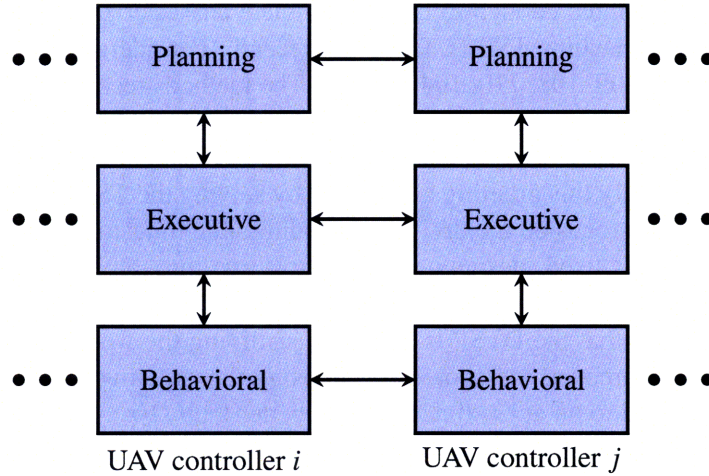 Planning Planning
Executive Executive
Behavioral Behavioral
UAV controller i UAV controller j